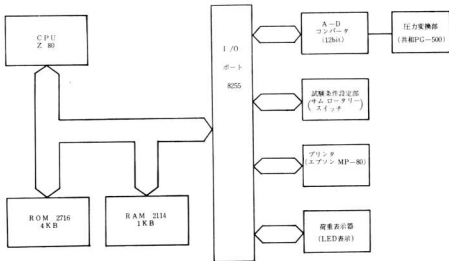 CPU
Z 80
I/O
ポート
8255
A－D
コンバータ
(12bit)
圧力変換部
(共和PG－500)
試験条件設定部
(サム ロータリー
スイッチ)
プリンタ
(エプソン MP－80)
荷重表示器
(LED表示)
ROM 2716
4KB
RAM 2114
1KB